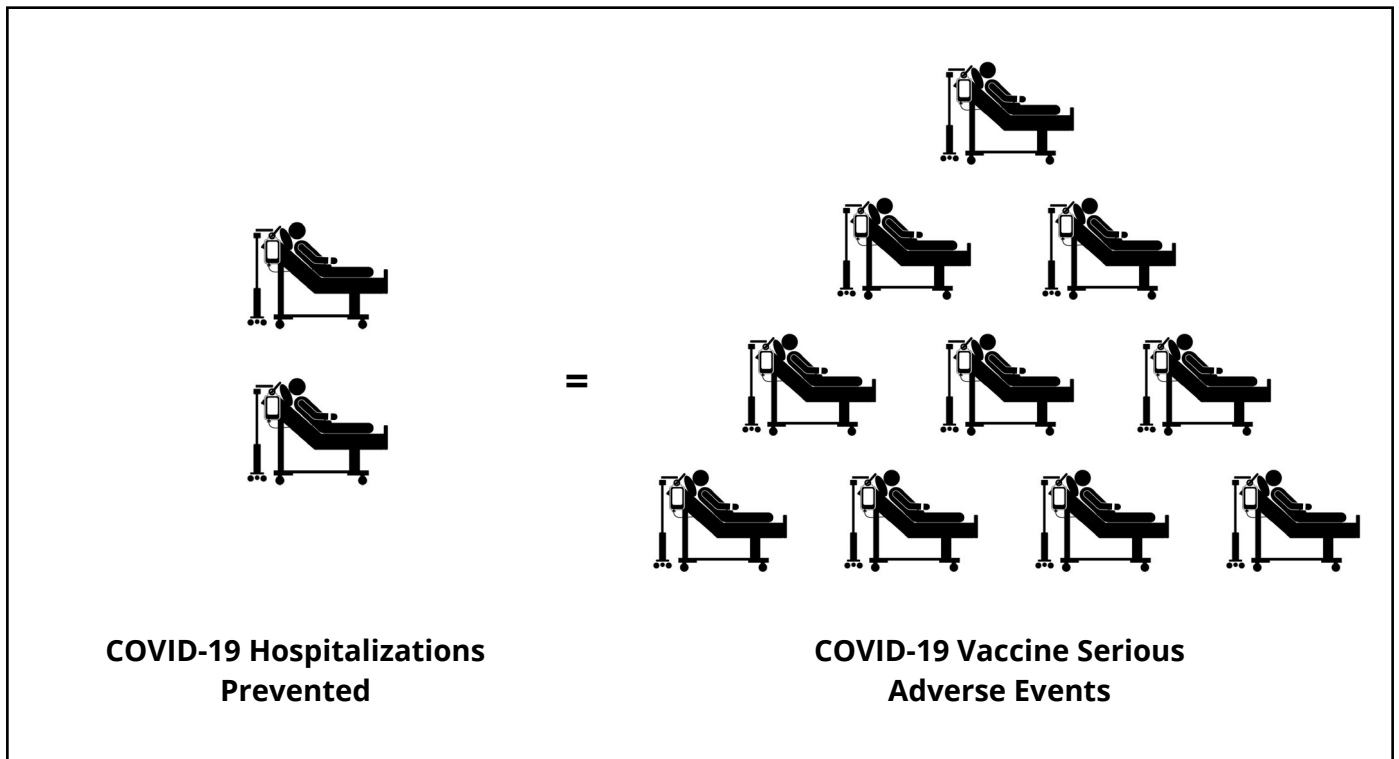 =
COVID-19 Hospitalizations
Prevented
COVID-19 Vaccine Serious
Adverse Events